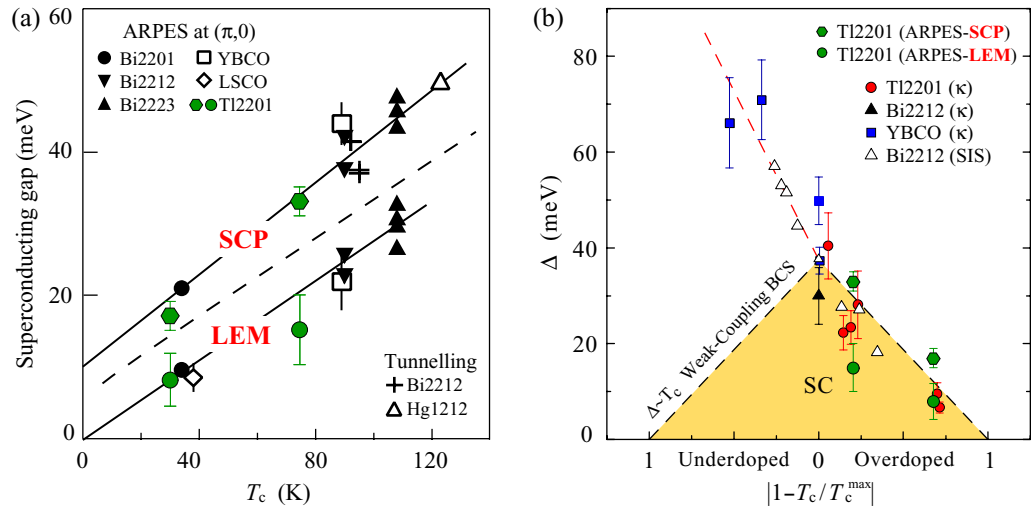 (a)
ARPES at (π,0)
Bi2201
YBCO
Bi2212
LSCO
Bi2223
Tl2201
SCP
LEM
Tunnelling
Bi2212
Hg1212
Superconducting gap (meV)
60
40
20
0
0
40
80
120
T_c (K)
(b)
Tl2201 (ARPES-SCP)
Tl2201 (ARPES-LEM)
Tl2201 (κ)
Bi2212 (κ)
YBCO (κ)
Bi2212 (SIS)
Δ~T_c Weak-Coupling BCS
SC
Δ (meV)
80
60
40
20
0
1
Underdoped
0
Overdoped
1
|1−T_c/T_c^max|